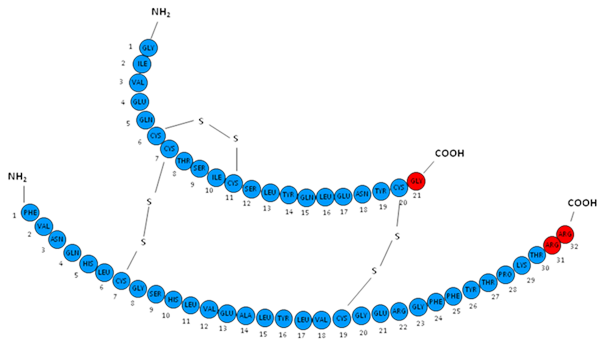 NH2
1 GLY
2 ILE
3 VAL
4 GLU
5 GLN
6 CYS
7 CYS
8 THR
9 SER
10 ILE
11 CYS
12 SER
13 LEU
14 TYR
15 GLN
16 LEU
17 GLU
18 ASN
19 TYR
20 CYS
21 GLY
COOH
S
S
S
S
S
S
NH2
1 PHE
2 VAL
3 ASN
4 GLN
5 HIS
6 LEU
7 CYS
8 GLY
9 SER
10 HIS
11 LEU
12 VAL
13 GLU
14 ALA
15 LEU
16 TYR
17 LEU
18 VAL
19 CYS
20 GLY
21 GLU
22 ARG
23 GLY
24 PHE
25 PHE
26 TYR
27 THR
28 PRO
29 LYS
30 THR
31 ARG
32 ARG
COOH